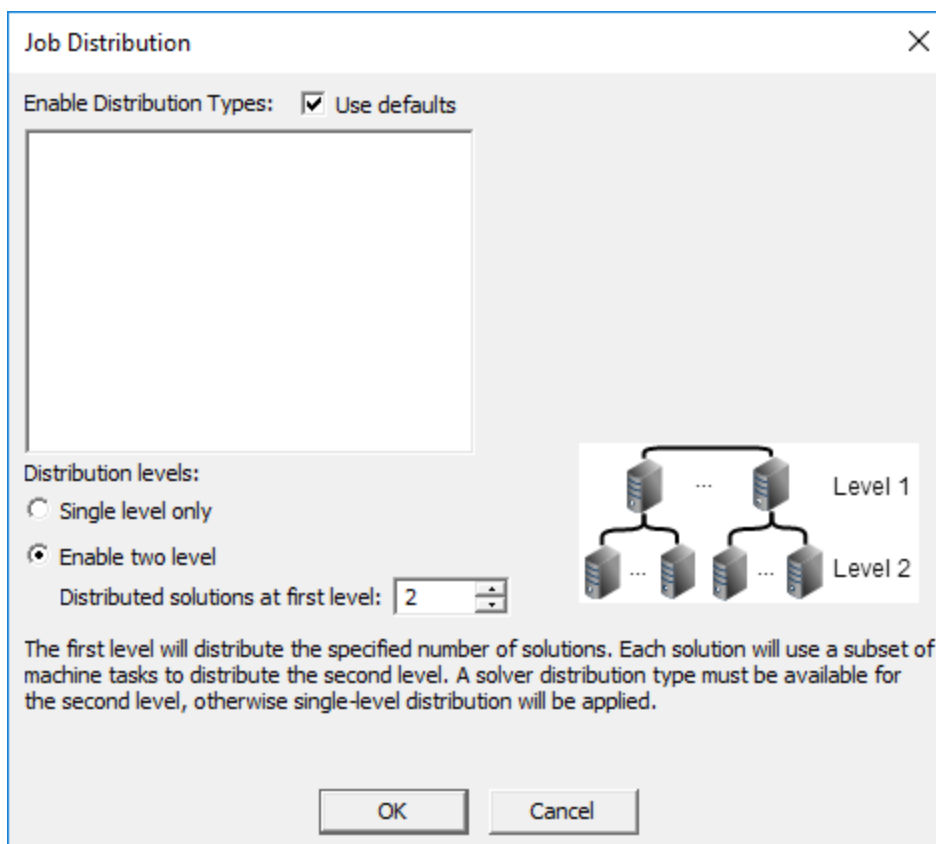 Job Distribution
Enable Distribution Types: Use defaults
Distribution levels:
Single level only
Enable two level
Distributed solutions at first level: 2
... Level 1
... ... Level 2
The first level will distribute the specified number of solutions. Each solution will use a subset of
machine tasks to distribute the second level. A solver distribution type must be available for
the second level, otherwise single-level distribution will be applied.
OK Cancel